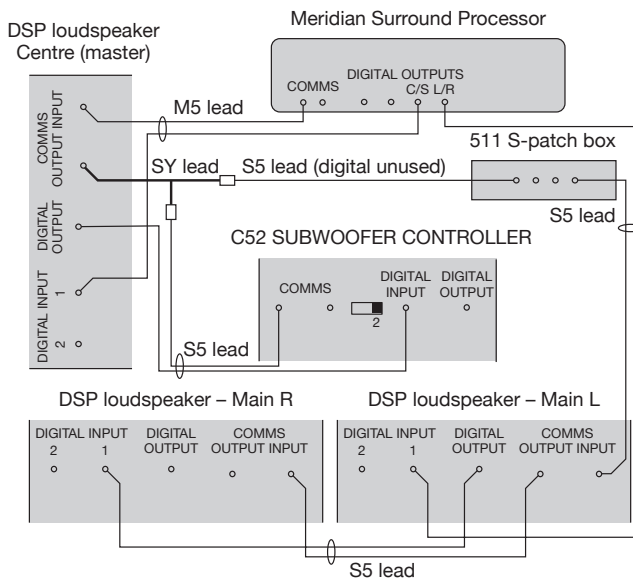 DSP loudspeaker
Centre (master)
Meridian Surround Processor
COMMS
DIGITAL OUTPUTS
C/S L/R
M5 lead
COMMS
OUTPUT INPUT
DIGITAL
OUTPUT
DIGITAL INPUT
1
2
SY lead
S5 lead (digital unused)
511 S-patch box
S5 lead
C52 SUBWOOFER CONTROLLER
COMMS
2
DIGITAL
INPUT
DIGITAL
OUTPUT
S5 lead
DSP loudspeaker – Main R
DIGITAL INPUT
2 1
DIGITAL
OUTPUT
COMMS
OUTPUT INPUT
DSP loudspeaker – Main L
DIGITAL INPUT
2 1
DIGITAL
OUTPUT
COMMS
OUTPUT INPUT
S5 lead